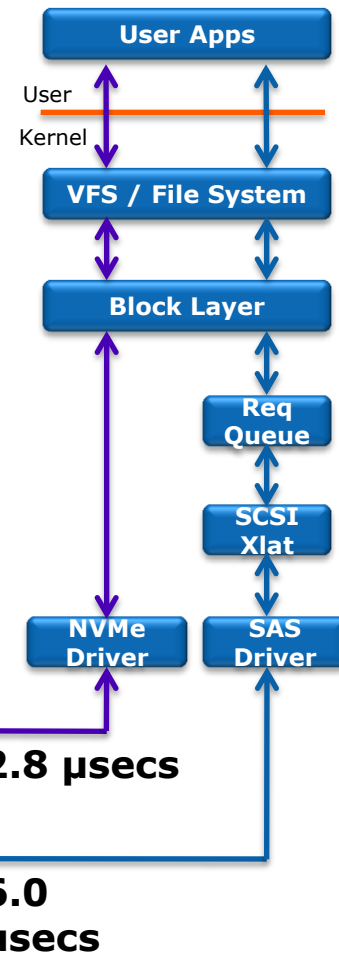 User Apps
User
Kernel
VFS / File System
Block Layer
Req
Queue
SCSI
Xlat
NVMe
Driver
SAS
Driver
2.8 µsecs
6.0
µsecs